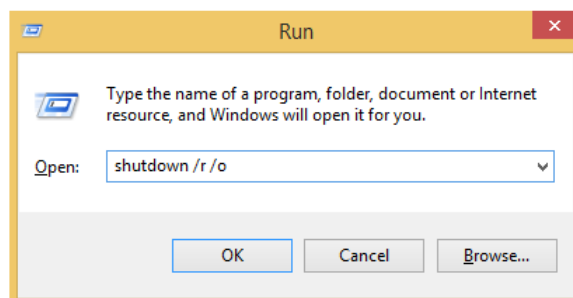 Run
Type the name of a program, folder, document or Internet
resource, and Windows will open it for you.
Open: shutdown /r /o
OK Cancel Browse...